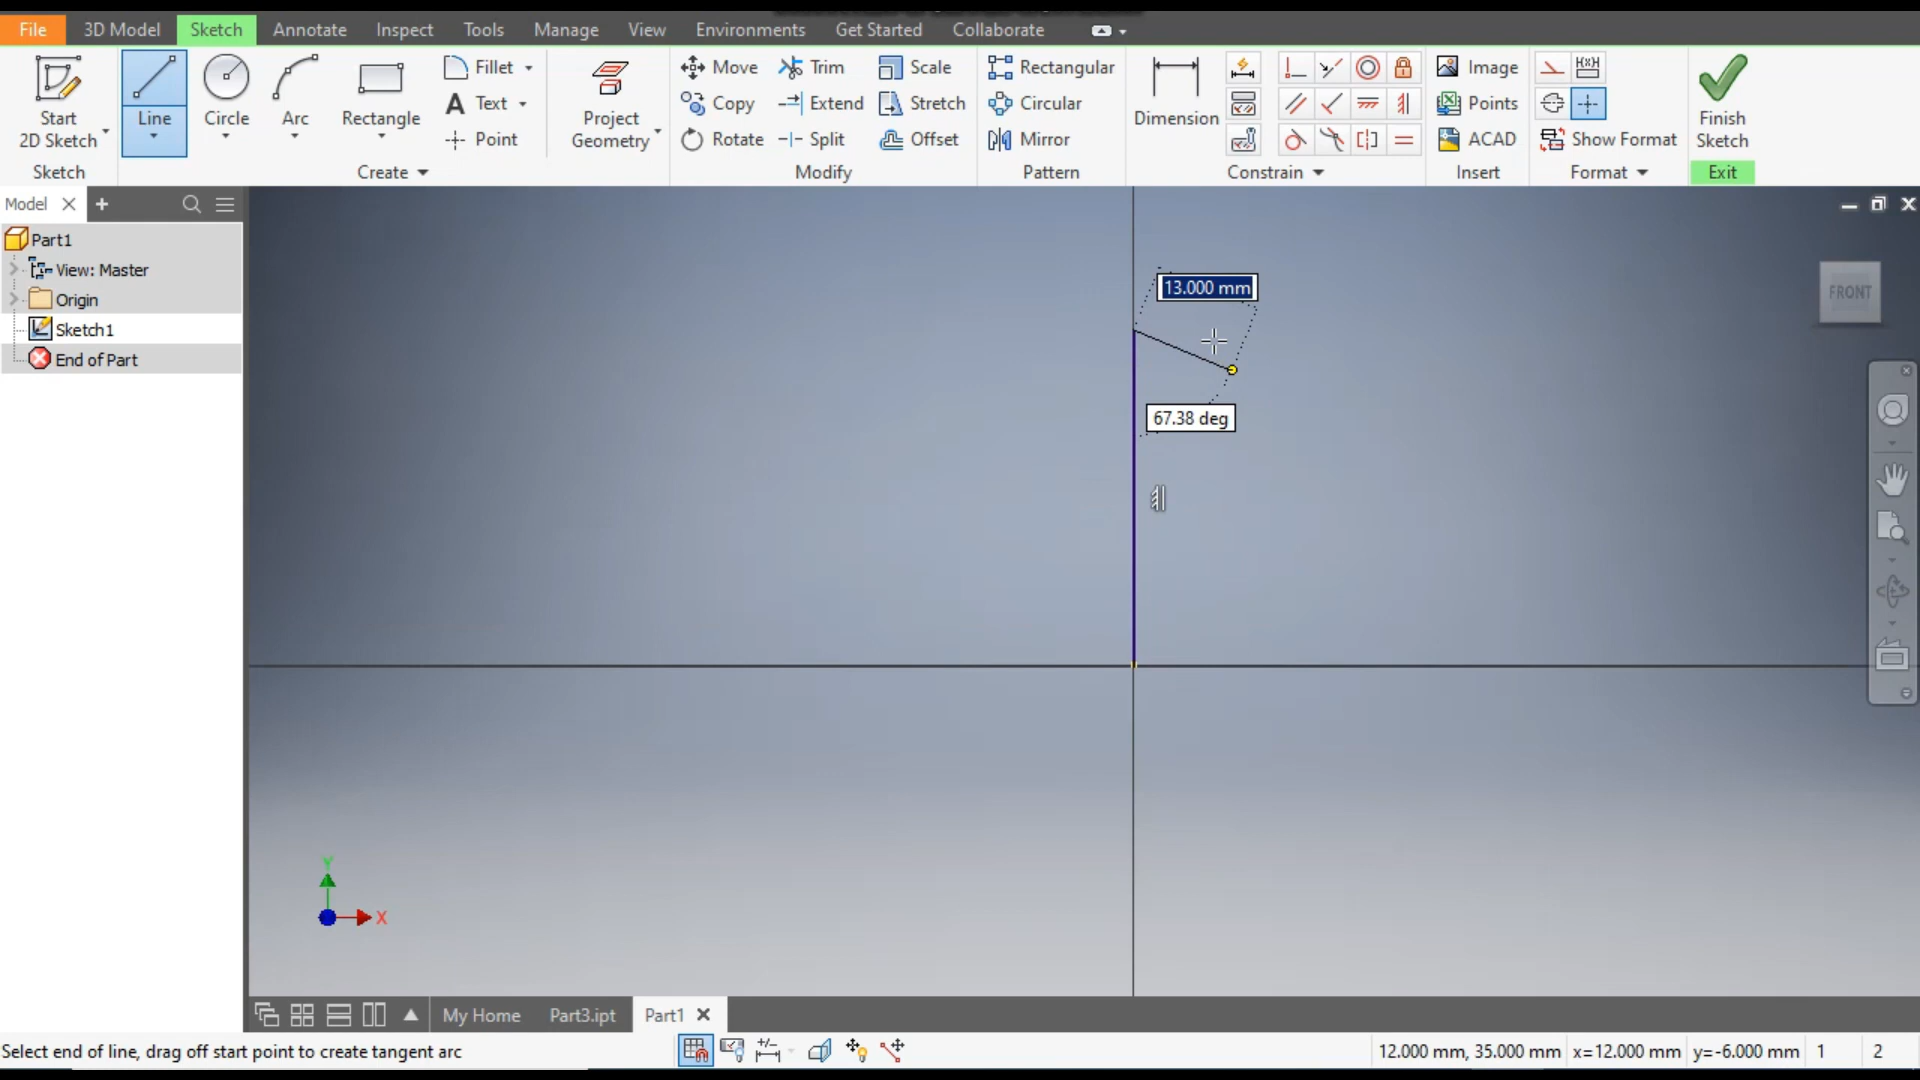 File 3D Model Sketch Annotate Inspect Tools Manage View Environments Get Started Collaborate
Start
2D Sketch
Line
Circle
Arc
Rectangle
Fillet
Text
Point
Project
Geometry
Move Trim Scale
Copy Extend Stretch
Rotate Split Offset
Rectangular
Circular
Mirror
Dimension
Image
Points
ACAD
Show Format
Finish
Sketch
Sketch Create Modify Pattern Constrain Insert Format Exit
Model
Part1
View: Master
Origin
Sketch1
End of Part
13.000 mm
67.38 deg
FRONT
Y
X
My Home Part3.ipt Part1
Select end of line, drag off start point to create tangent arc
12.000 mm, 35.000 mm x=12.000 mm y=-6.000 mm 1 2